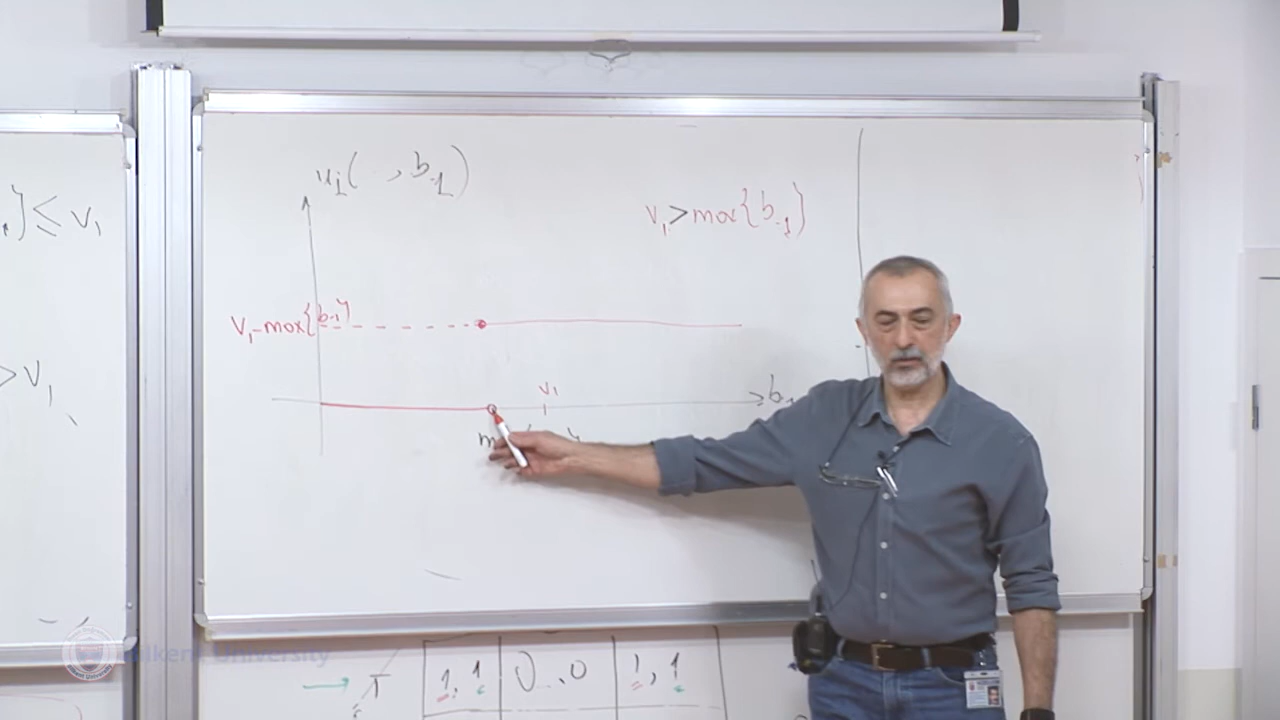 u₁( , b₋₁)
} ≤ v₁
v₁ > max{b₋₁}
v₁ - max{b₋₁}
> v₁
v₁
Bilkent University
T 1, 1 0, 0 1, 1